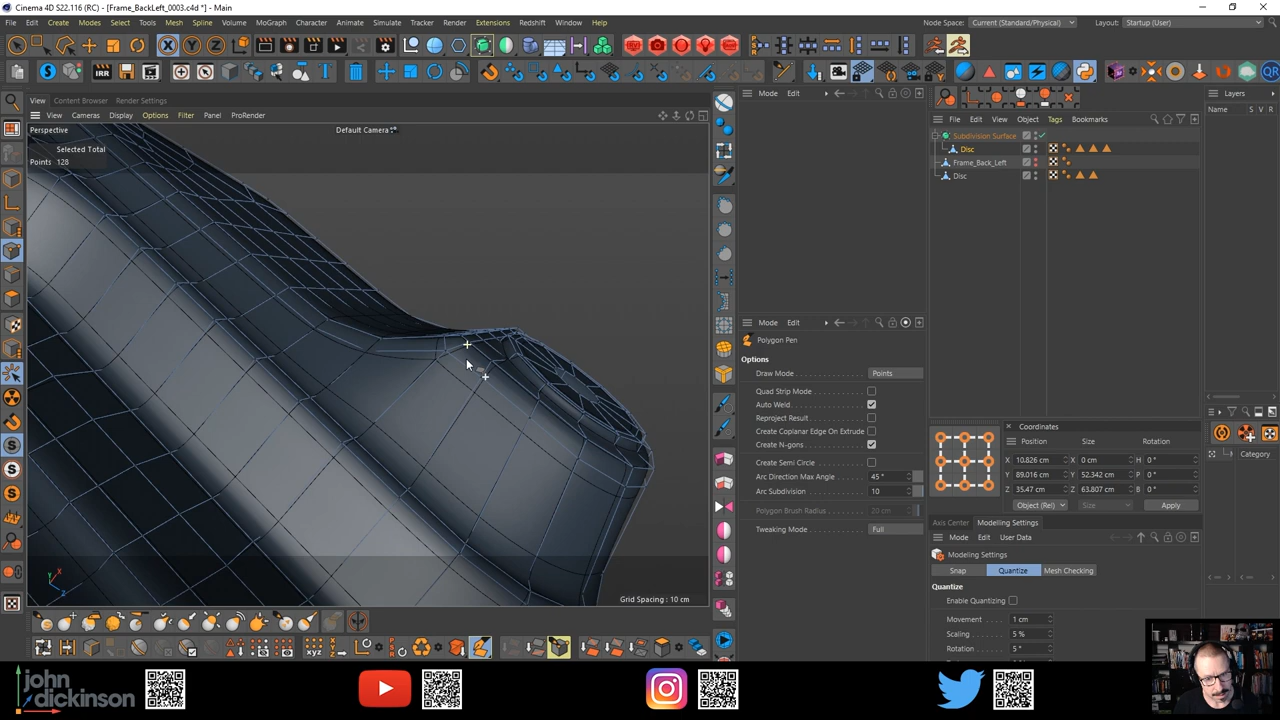 Cinema 4D S22.116 (RC) - [Frame_BackLeft_0003.c4d *] - Main
File Edit Create Modes Select Tools Mesh Spline Volume MoGraph Character Animate Simulate Tracker Render Extensions Redshift Window Help
Node Space: Current (Standard/Physical) Layout: Startup (User)
IRR
QR
View Content Browser Render Settings
View Cameras Display Options Filter Panel ProRender
Perspective
Default Camera
Selected Total
Points 128
Grid Spacing : 10 cm
Mode Edit
Mode Edit
Polygon Pen
Options
Draw Mode Points
Quad Strip Mode
Auto Weld
Reproject Result
Create Coplanar Edge On Extrude
Create N-gons
Create Semi Circle
Arc Direction Max Angle 45 °
Arc Subdivision 10
Polygon Brush Radius 20 cm
Tweaking Mode Full
File Edit View Object Tags Bookmarks
Subdivision Surface
Disc
Frame_Back_Left
Disc
Layers
Name S V R
Category
Coordinates
Position Size Rotation
X 10.826 cm X 0 cm H 0 °
Y 89.016 cm Y 52.342 cm P 0 °
Z 35.47 cm Z 63.807 cm B 0 °
Object (Rel) Size Apply
Axis Center Modelling Settings
Mode Edit User Data
Modeling Settings
Snap Quantize Mesh Checking
Quantize
Enable Quantizing
Movement 1 cm
Scaling 5 %
Rotation 5 °
john
dickinson